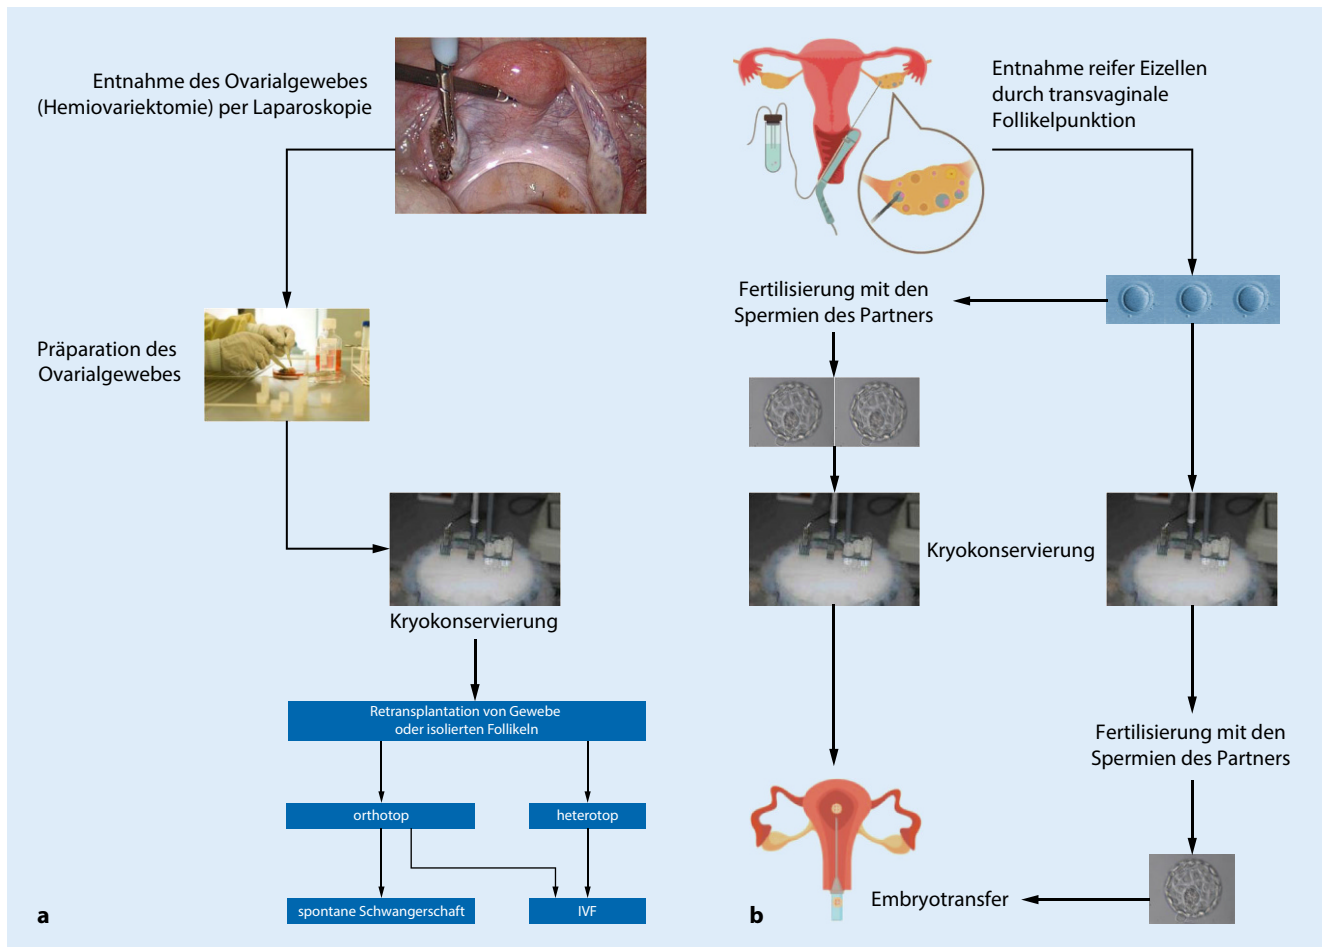 Entnahme des Ovarialgewebes
(Hemiovariektomie) per Laparoskopie
Präparation des
Ovarialgewebes
Kryokonservierung
Retransplantation von Gewebe
oder isolierten Follikeln
orthotop
heterotop
spontane Schwangerschaft
IVF
a
Entnahme reifer Eizellen
durch transvaginale
Follikelpunktion
Fertilisierung mit den
Spermien des Partners
Kryokonservierung
Fertilisierung mit den
Spermien des Partners
Embryotransfer
b